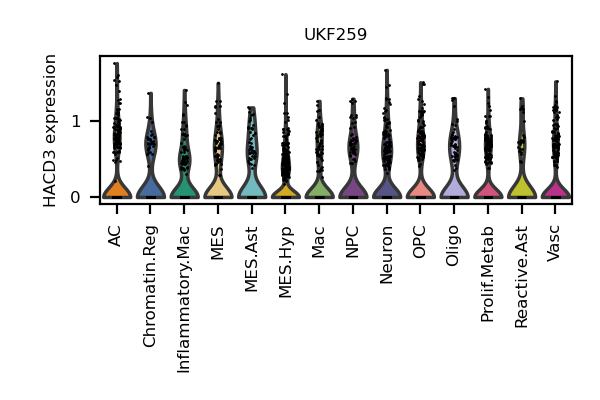 UKF259
HACD3 expression
1
0
AC
Chromatin.Reg
Inflammatory.Mac
MES
MES.Ast
MES.Hyp
Mac
NPC
Neuron
OPC
Oligo
Prolif.Metab
Reactive.Ast
Vasc